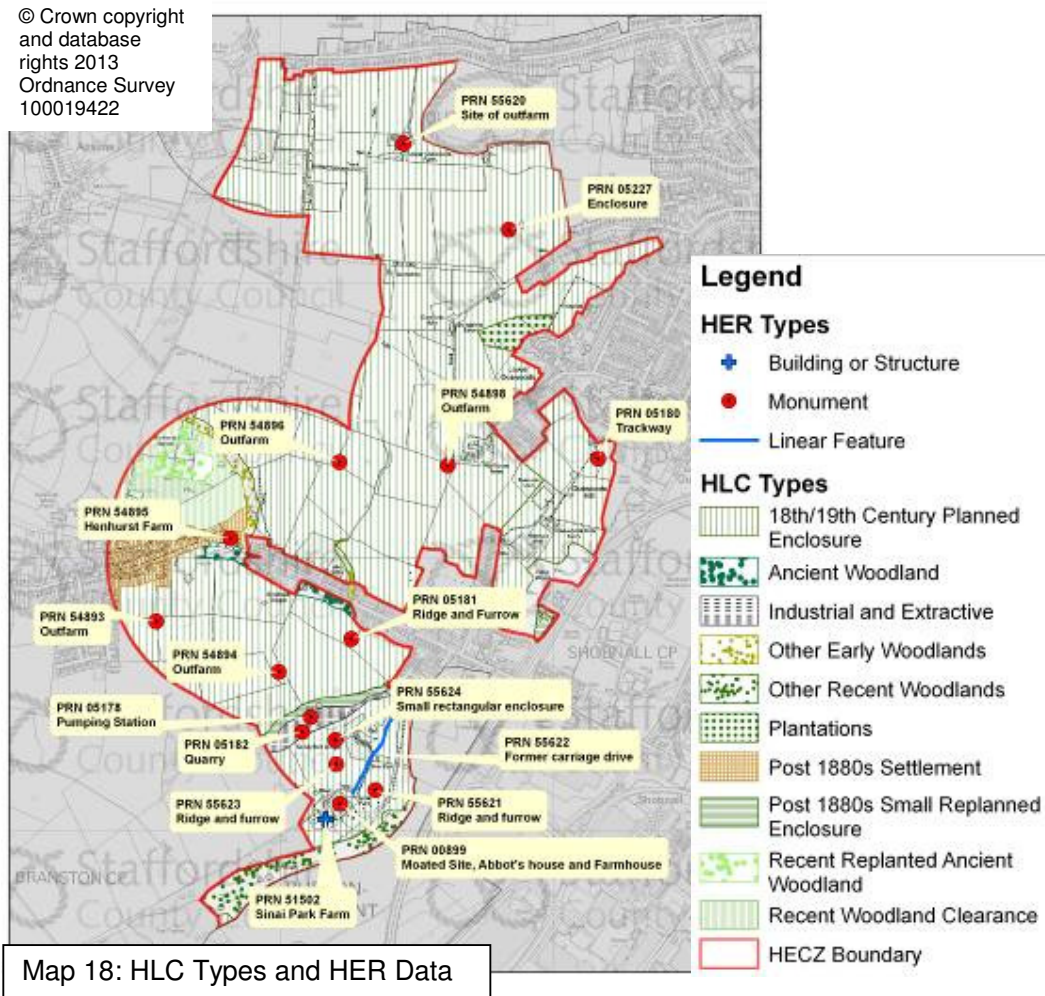 © Crown copyright
and database
rights 2013
Ordnance Survey
100019422
PRN 55620
Site of outfarm
PRN 05227
Enclosure
PRN 54898
Outfarm
PRN 05180
Trackway
PRN 54896
Outfarm
PRN 54895
Henhurst Farm
PRN 05181
Ridge and Furrow
PRN 54893
Outfarm
PRN 54894
Outfarm
SHOBNALL CP
PRN 05178
Pumping Station
PRN 55624
Small rectangular enclosure
PRN 05182
Quarry
PRN 55622
Former carriage drive
PRN 55623
Ridge and furrow
PRN 55621
Ridge and furrow
PRN 00899
Moated Site, Abbot's house and Farmhouse
BRANSTON CP
PRN 51502
Sinai Park Farm
Staffordshire
County Council
Map 18: HLC Types and HER Data
Legend
HER Types
Building or Structure
Monument
Linear Feature
HLC Types
18th/19th Century Planned
Enclosure
Ancient Woodland
Industrial and Extractive
Other Early Woodlands
Other Recent Woodlands
Plantations
Post 1880s Settlement
Post 1880s Small Replanned
Enclosure
Recent Replanted Ancient
Woodland
Recent Woodland Clearance
HECZ Boundary